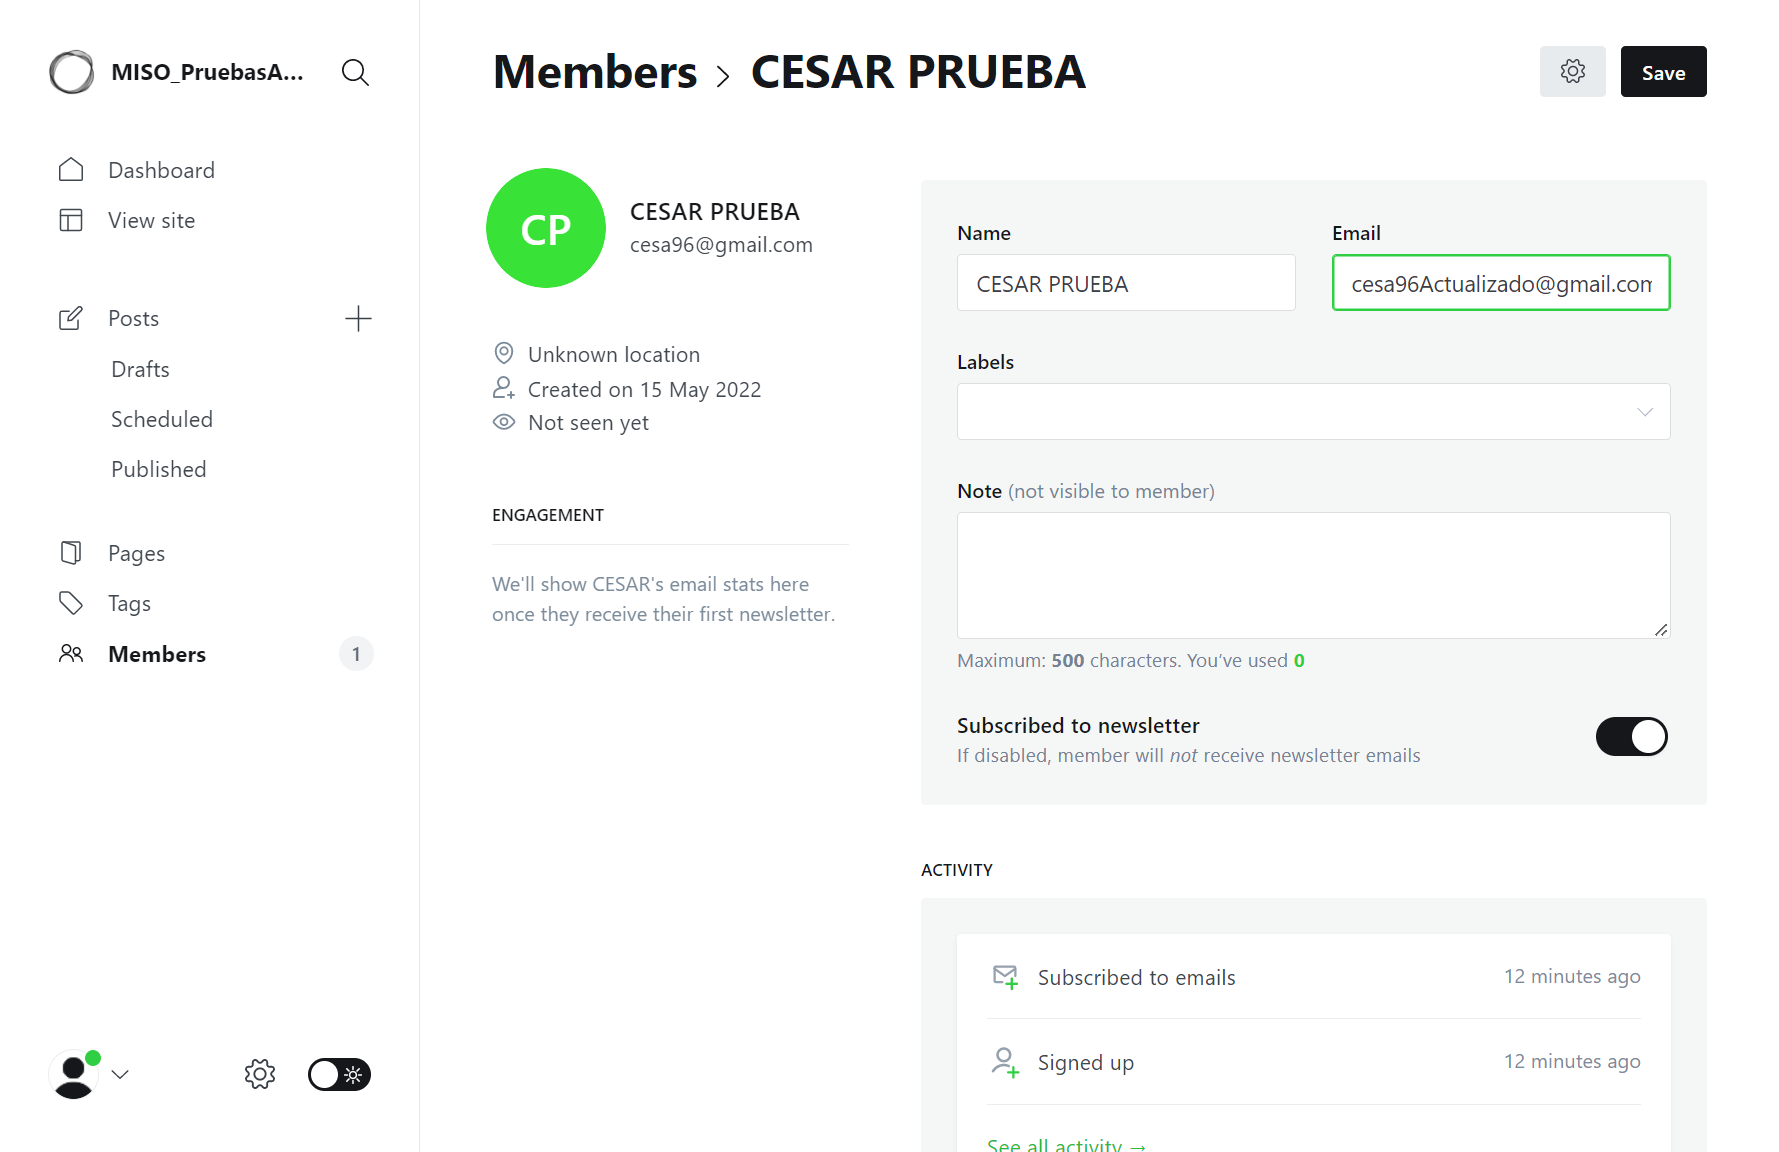 MISO_PruebasA...
Dashboard
View site
Posts
Drafts
Scheduled
Published
Pages
Tags
Members
1
Members > CESAR PRUEBA
Save
CP
CESAR PRUEBA
cesa96@gmail.com
Unknown location
Created on 15 May 2022
Not seen yet
ENGAGEMENT
We'll show CESAR's email stats here
once they receive their first newsletter.
Name
Email
CESAR PRUEBA
cesa96Actualizado@gmail.com
Labels
Note (not visible to member)
Maximum: 500 characters. You’ve used 0
Subscribed to newsletter
If disabled, member will not receive newsletter emails
ACTIVITY
Subscribed to emails
12 minutes ago
Signed up
12 minutes ago
See all activity →